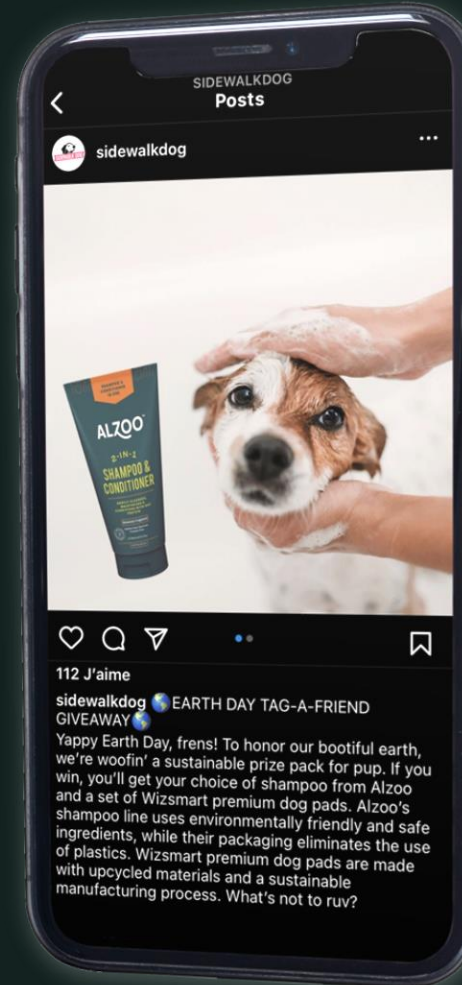 SIDEWALKDOG
Posts
sidewalkdog
ALZOO
2-IN-1
SHAMPOO &
CONDITIONER
112 J'aime
sidewalkdog 🌎EARTH DAY TAG-A-FRIEND
GIVEAWAY🌎
Yappy Earth Day, frens! To honor our bootiful earth,
we're woofin' a sustainable prize pack for pup. If you
win, you'll get your choice of shampoo from Alzoo
and a set of Wizsmart premium dog pads. Alzoo's
shampoo line uses environmentally friendly and safe
ingredients, while their packaging eliminates the use
of plastics. Wizsmart premium dog pads are made
with upcycled materials and a sustainable
manufacturing process. What's not to ruv?